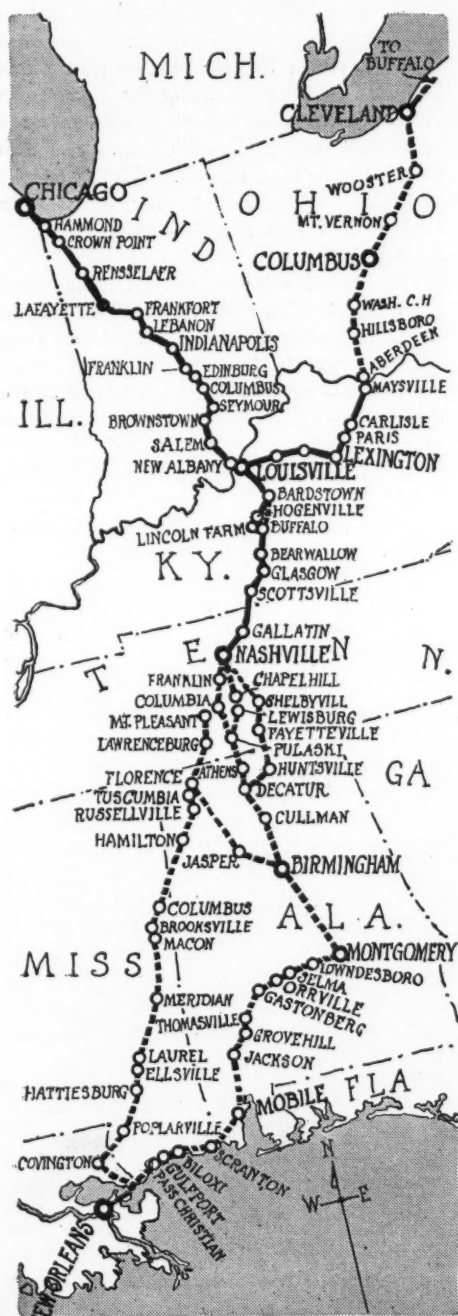 MICH.
TO
BUFFALO
CLEVELAND
WOOSTER
OHIO
MT. VERNON
CHICAGO
IND
HAMMOND
CROWN POINT
COLUMBUS
RENSSELAER
LAFAYETTE
FRANKFORT
LEBANON
WASH. C.H
HILLSBORO
INDIANAPOLIS
ABERDEEN
FRANKLIN
EDINBURG
COLUMBUS
MAYSVILLE
SEYMOUR
ILL.
BROWNSTOWN
CARLISLE
PARIS
SALEM
LEXINGTON
NEW ALBANY
LOUISVILLE
BARDSTOWN
HOGENVILLE
LINCOLN FARM
BUFFALO
KY.
BEARWALLOW
GLASGOW
SCOTTSVILLE
GALLATIN
TENN.
NASHVILLE
FRANKLIN
CHAPELHILL
COLUMBIA
SHELBYVILL
MT. PLEASANT
LEWISBURG
FAYETTEVILLE
LAWRENCEBURG
PULASKI
ATHENS
HUNTSVILLE
GA
FLORENCE
DECATUR
TUSCUMBIA
RUSSELLVILLE
CULLMAN
HAMILTON
JASPER
BIRMINGHAM
COLUMBUS
ALA.
BROOKSVILLE
MACON
MONTGOMERY
MISS
LOWNDESBORO
SELMA
ORRVILLE
GASTONBERG
MERIDIAN
THOMASVILLE
GROVEHILL
LAUREL
JACKSON
ELLSVILLE
HATTIESBURG
FLA
MOBILE
POPLARVILLE
SCRANTON
COVINGTON
BILOXI
GULFPORT
PASS CHRISTIAN
N
W
E
NEW ORLEANS